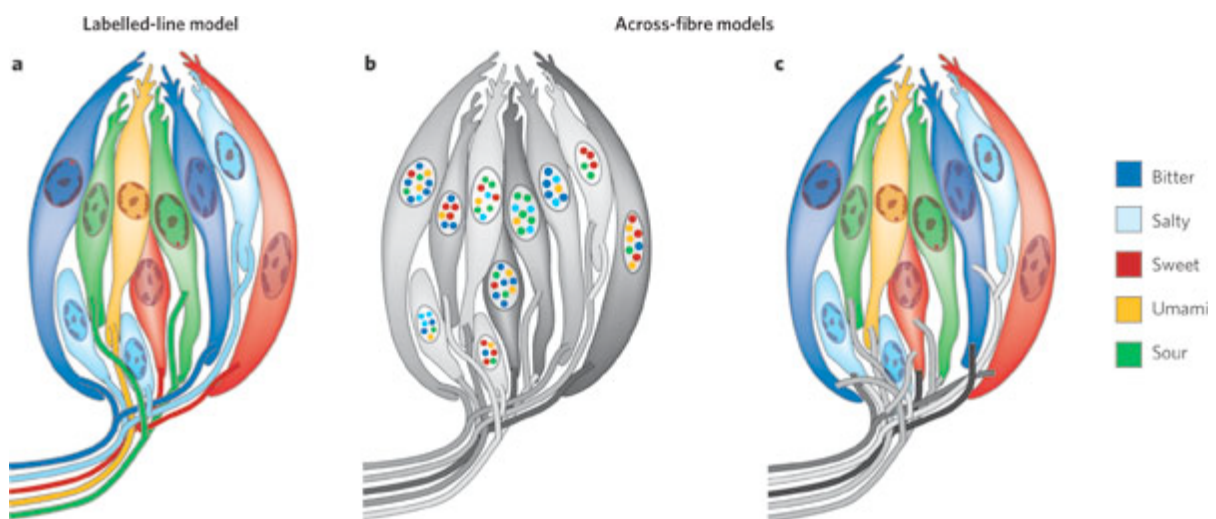 Labelled-line model
Across-fibre models
a
b
c
Bitter
Salty
Sweet
Umami
Sour